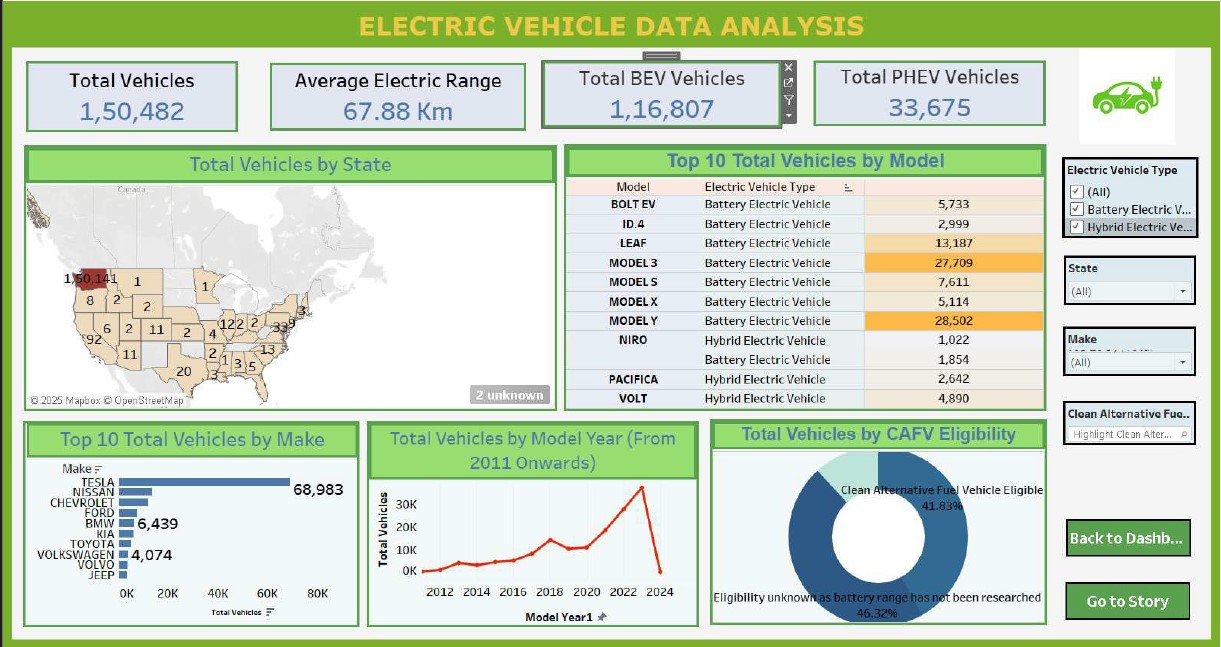 ELECTRIC VEHICLE DATA ANALYSIS
Total Vehicles
1,50,482
Average Electric Range
67.88 Km
Total BEV Vehicles
1,16,807
Total PHEV Vehicles
33,675
Total Vehicles by State
Canada
1,50,141
1
1
8
2
2
3
92
6
2
11
2
4
12 2 2
33 9
11
2
1
3
5
13
20
3
2 unknown
© 2025 Mapbox © OpenStreetMap
Top 10 Total Vehicles by Model
Model Electric Vehicle Type
BOLT EV Battery Electric Vehicle 5,733
ID.4 Battery Electric Vehicle 2,999
LEAF Battery Electric Vehicle 13,187
MODEL 3 Battery Electric Vehicle 27,709
MODEL S Battery Electric Vehicle 7,611
MODEL X Battery Electric Vehicle 5,114
MODEL Y Battery Electric Vehicle 28,502
NIRO Hybrid Electric Vehicle 1,022
Battery Electric Vehicle 1,854
PACIFICA Hybrid Electric Vehicle 2,642
VOLT Hybrid Electric Vehicle 4,890
Electric Vehicle Type
(All)
Battery Electric V...
Hybrid Electric Ve...
State
(All)
Make
(All)
Clean Alternative Fue..
Highlight Clean Alter...
Back to Dashb...
Go to Story
Top 10 Total Vehicles by Make
Make
TESLA 68,983
NISSAN
CHEVROLET
FORD
BMW 6,439
KIA
TOYOTA
VOLKSWAGEN 4,074
VOLVO
JEEP
0K 20K 40K 60K 80K
Total Vehicles
Total Vehicles by Model Year (From
2011 Onwards)
Total Vehicles
30K
20K
10K
0K
2012 2014 2016 2018 2020 2022 2024
Model Year1
Total Vehicles by CAFV Eligibility
Clean Alternative Fuel Vehicle Eligible
41.83%
Eligibility unknown as battery range has not been researched
46.32%